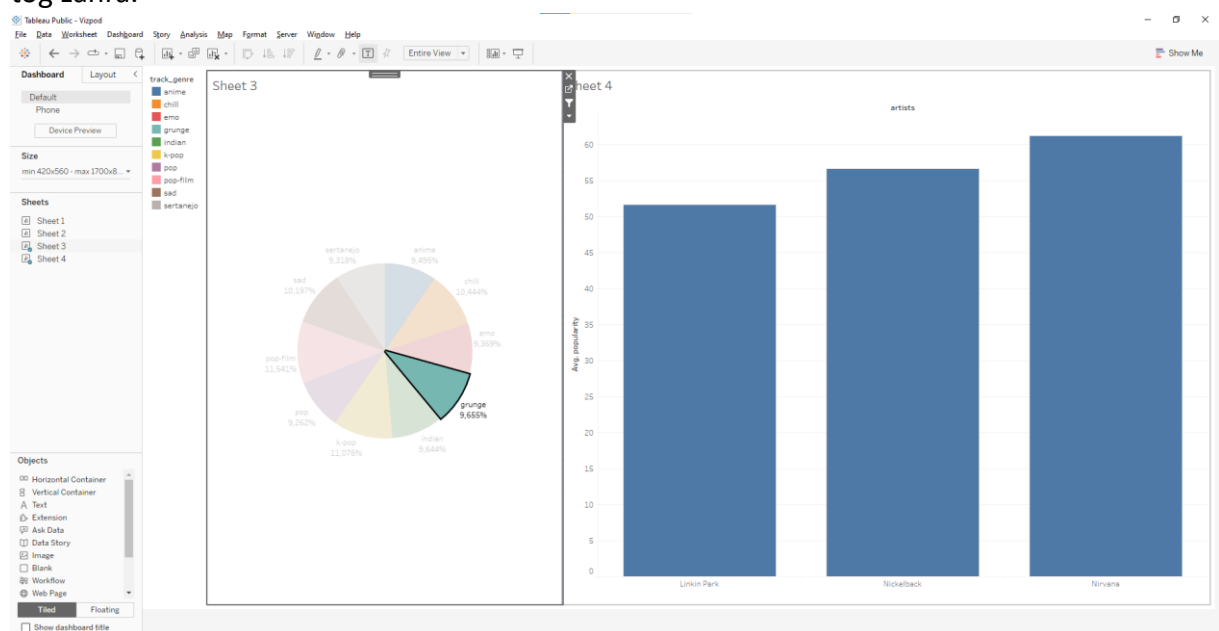 tog žanra.
Tableau Public - Vizpod
File Data Worksheet Dashboard Story Analysis Map Format Server Window Help
Entire View
Show Me
Dashboard Layout
Default
Phone
Device Preview
Size
min 420x560 - max 1700x8...
Sheets
Sheet 1
Sheet 2
Sheet 3
Sheet 4
Objects
Horizontal Container
Vertical Container
Text
Extension
Ask Data
Data Story
Image
Blank
Workflow
Web Page
Tiled Floating
Show dashboard title
track_genre
anime
chill
emo
grunge
indian
k-pop
pop
pop-film
sad
sertanejo
Sheet 3
sertanejo
9,318%
anime
9,495%
sad
10,197%
chill
10,444%
emo
9,369%
pop-film
11,541%
grunge
9,655%
pop
9,262%
indian
9,644%
k-pop
11,076%
heet 4
artists
Avg. popularity
60
55
50
45
40
35
30
25
20
15
10
5
0
Linkin Park Nickelback Nirvana